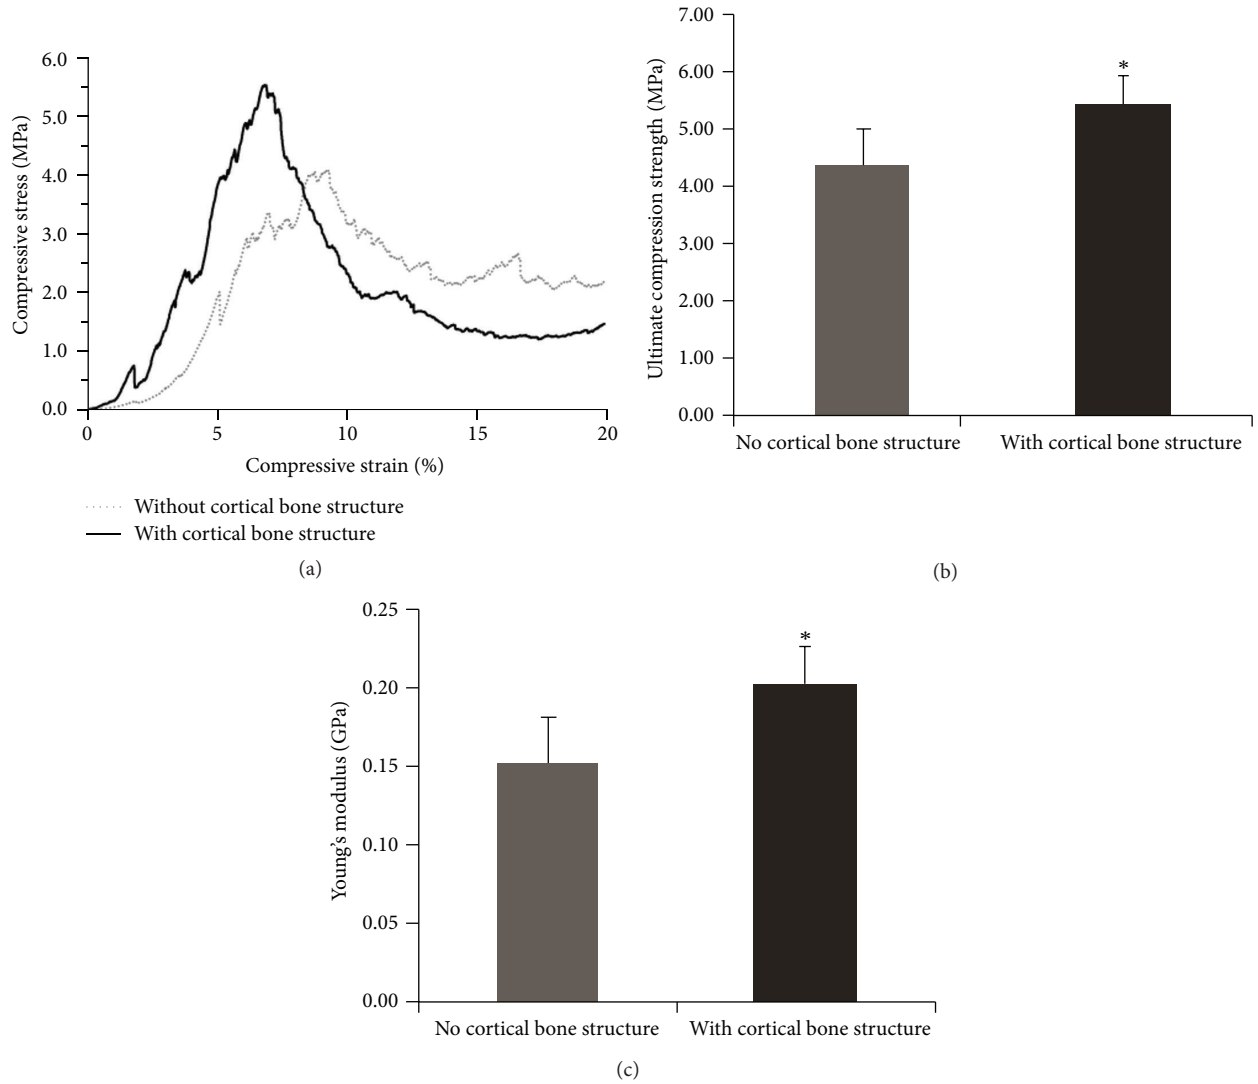 6.0
5.0
4.0
3.0
2.0
1.0
0.0
Compressive stress (MPa)
0 5 10 15 20
Compressive strain (%)
Without cortical bone structure
With cortical bone structure
(a)
7.00
6.00
5.00
4.00
3.00
2.00
1.00
0.00
Ultimate compression strength (MPa)
*
No cortical bone structure With cortical bone structure
(b)
0.25
0.20
0.15
0.10
0.05
0.00
Young's modulus (GPa)
*
No cortical bone structure With cortical bone structure
(c)